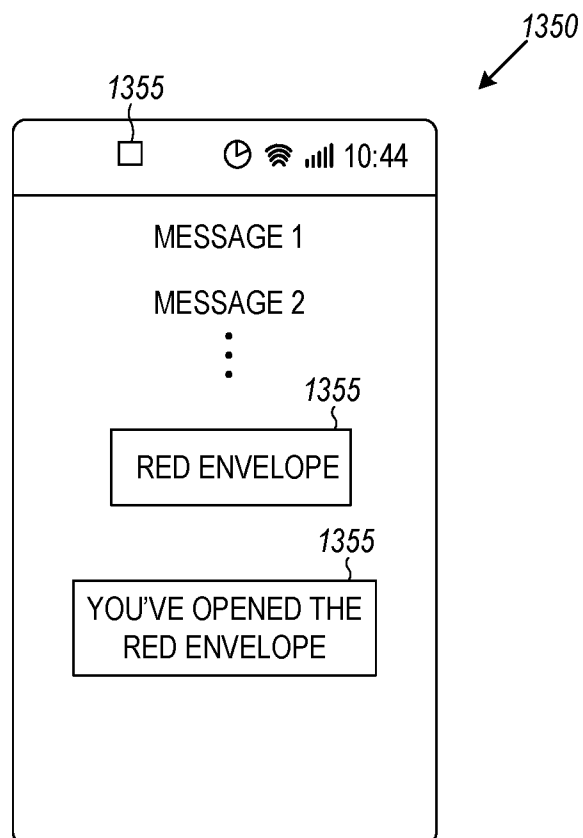 1350
1355
10:44
MESSAGE 1
MESSAGE 2
1355
RED ENVELOPE
1355
YOU'VE OPENED THE
RED ENVELOPE